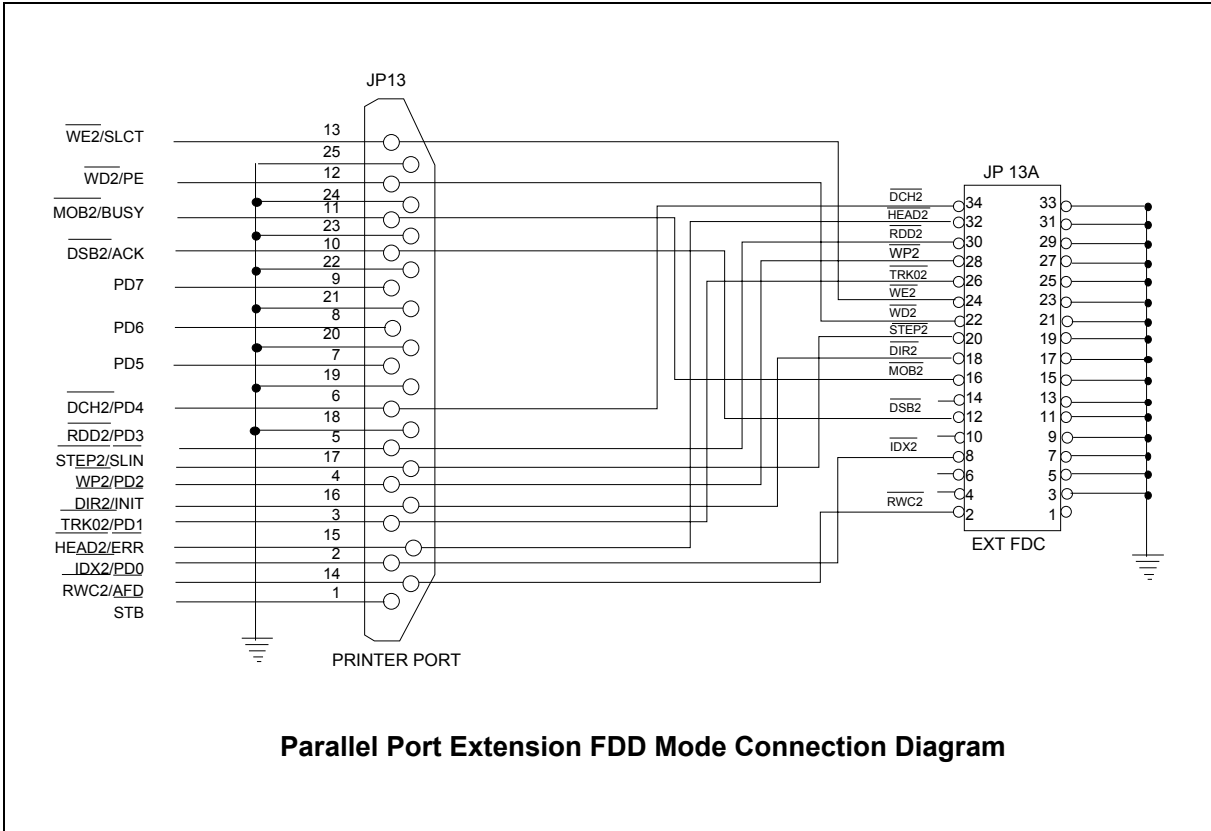 JP13
WE2/SLCT
WD2/PE
MOB2/BUSY
DSB2/ACK
PD7
PD6
PD5
DCH2/PD4
RDD2/PD3
STEP2/SLIN
WP2/PD2
DIR2/INIT
TRK02/PD1
HEAD2/ERR
IDX2/PD0
RWC2/AFD
STB
13
25
12
24
11
23
10
22
9
21
8
20
7
19
6
18
5
17
4
16
3
15
2
14
1
PRINTER PORT
JP 13A
DCH2
HEAD2
RDD2
WP2
TRK02
WE2
WD2
STEP2
DIR2
MOB2
DSB2
IDX2
RWC2
34 33
32 31
30 29
28 27
26 25
24 23
22 21
20 19
18 17
16 15
14 13
12 11
10 9
8 7
6 5
4 3
2 1
EXT FDC
Parallel Port Extension FDD Mode Connection Diagram